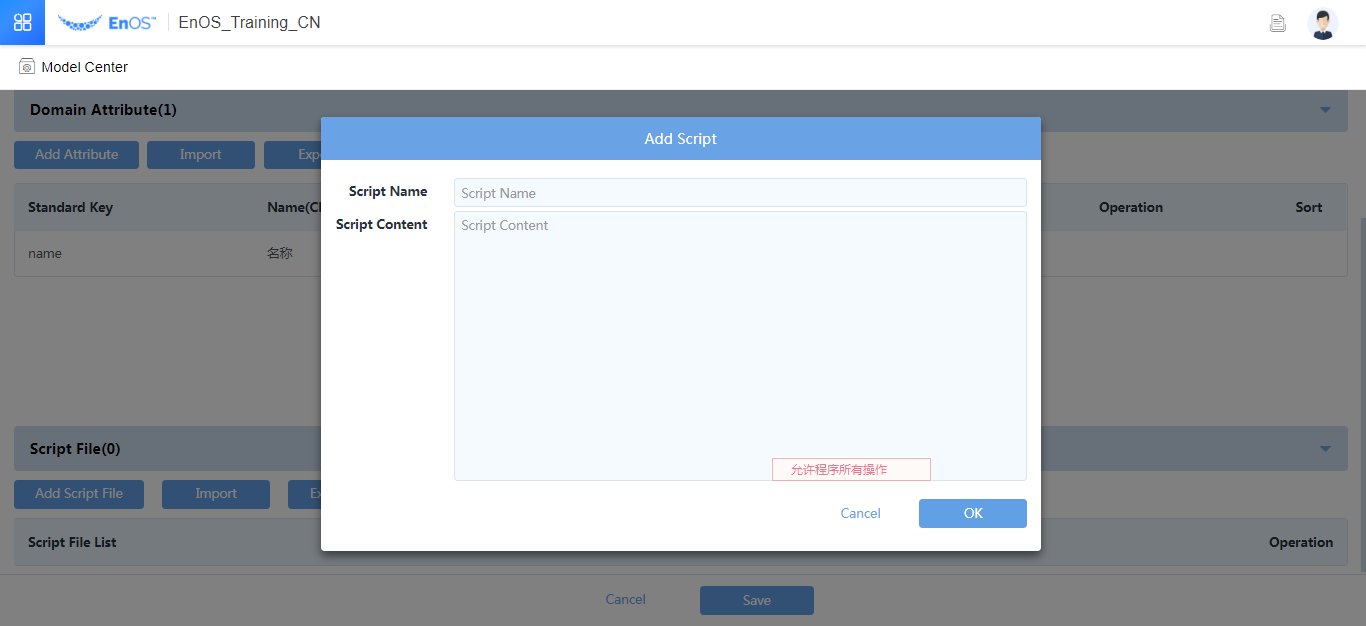 EnOS™ EnOS_Training_CN
Model Center
Domain Attribute(1)
Add Attribute Import Exp
Standard Key Name(Cl Operation Sort
name 名称
Add Script
Script Name Script Name
Script Content Script Content
允许程序所有操作
Cancel OK
Script File(0)
Add Script File Import Ex
Script File List Operation
Cancel Save